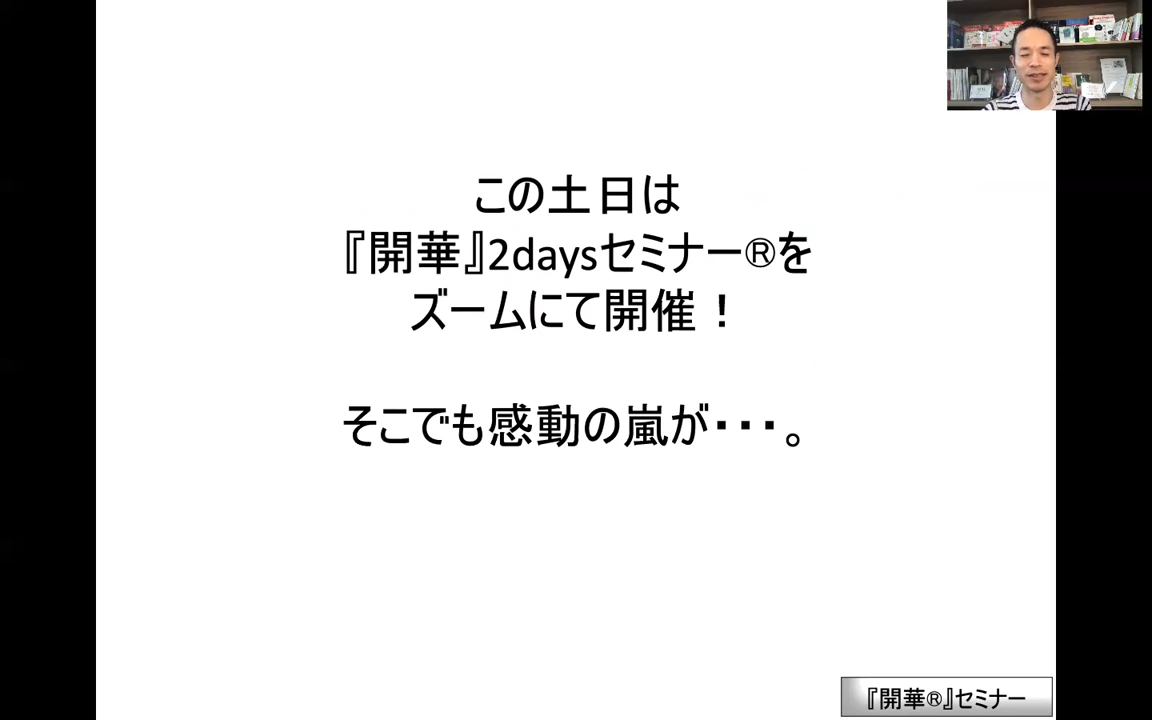 この土日は
『開華』2daysセミナー®を
ズームにて開催！
そこでも感動の嵐が・・・。
『開華®』セミナー